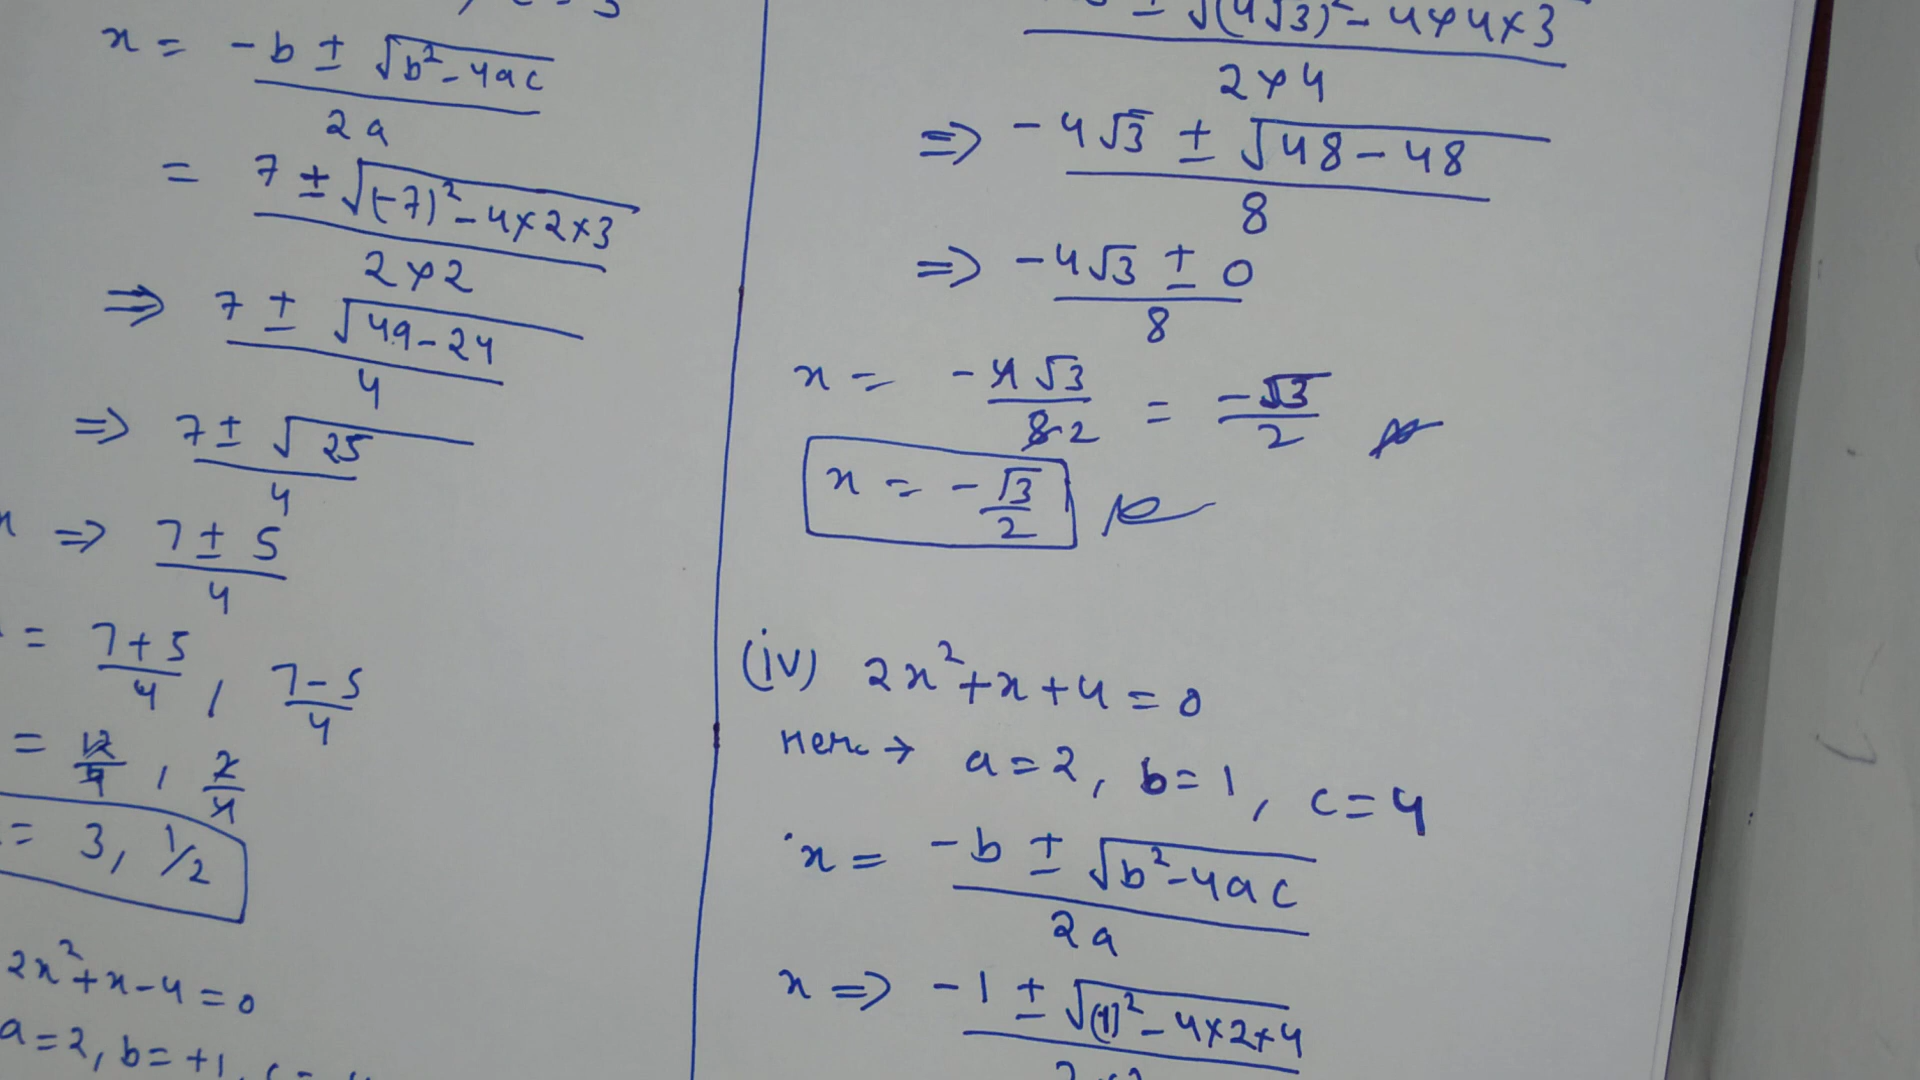 x = (-b ± √(b² - 4ac)) / 2a
= (7 ± √((-7)² - 4×2×3)) / (2×2)
⇒ (7 ± √(49 - 24)) / 4
⇒ (7 ± √25) / 4
x ⇒ (7 ± 5) / 4
= (7+5)/4 , (7-5)/4
= 12/4 , 2/4
= 3, 1/2
2x² + x - 4 = 0
a = 2, b = +1,
± √((4√3)² - 4×4×3) / (2×4)
⇒ (-4√3 ± √(48 - 48)) / 8
⇒ (-4√3 ± 0) / 8
x = -4√3 / 8 2 = -√3 / 2
x = -√3 / 2
(iv) 2x² + x + 4 = 0
Here → a = 2, b = 1, c = 4
x = (-b ± √(b² - 4ac)) / 2a
x ⇒ -1 ± √((1)² - 4×2×4)